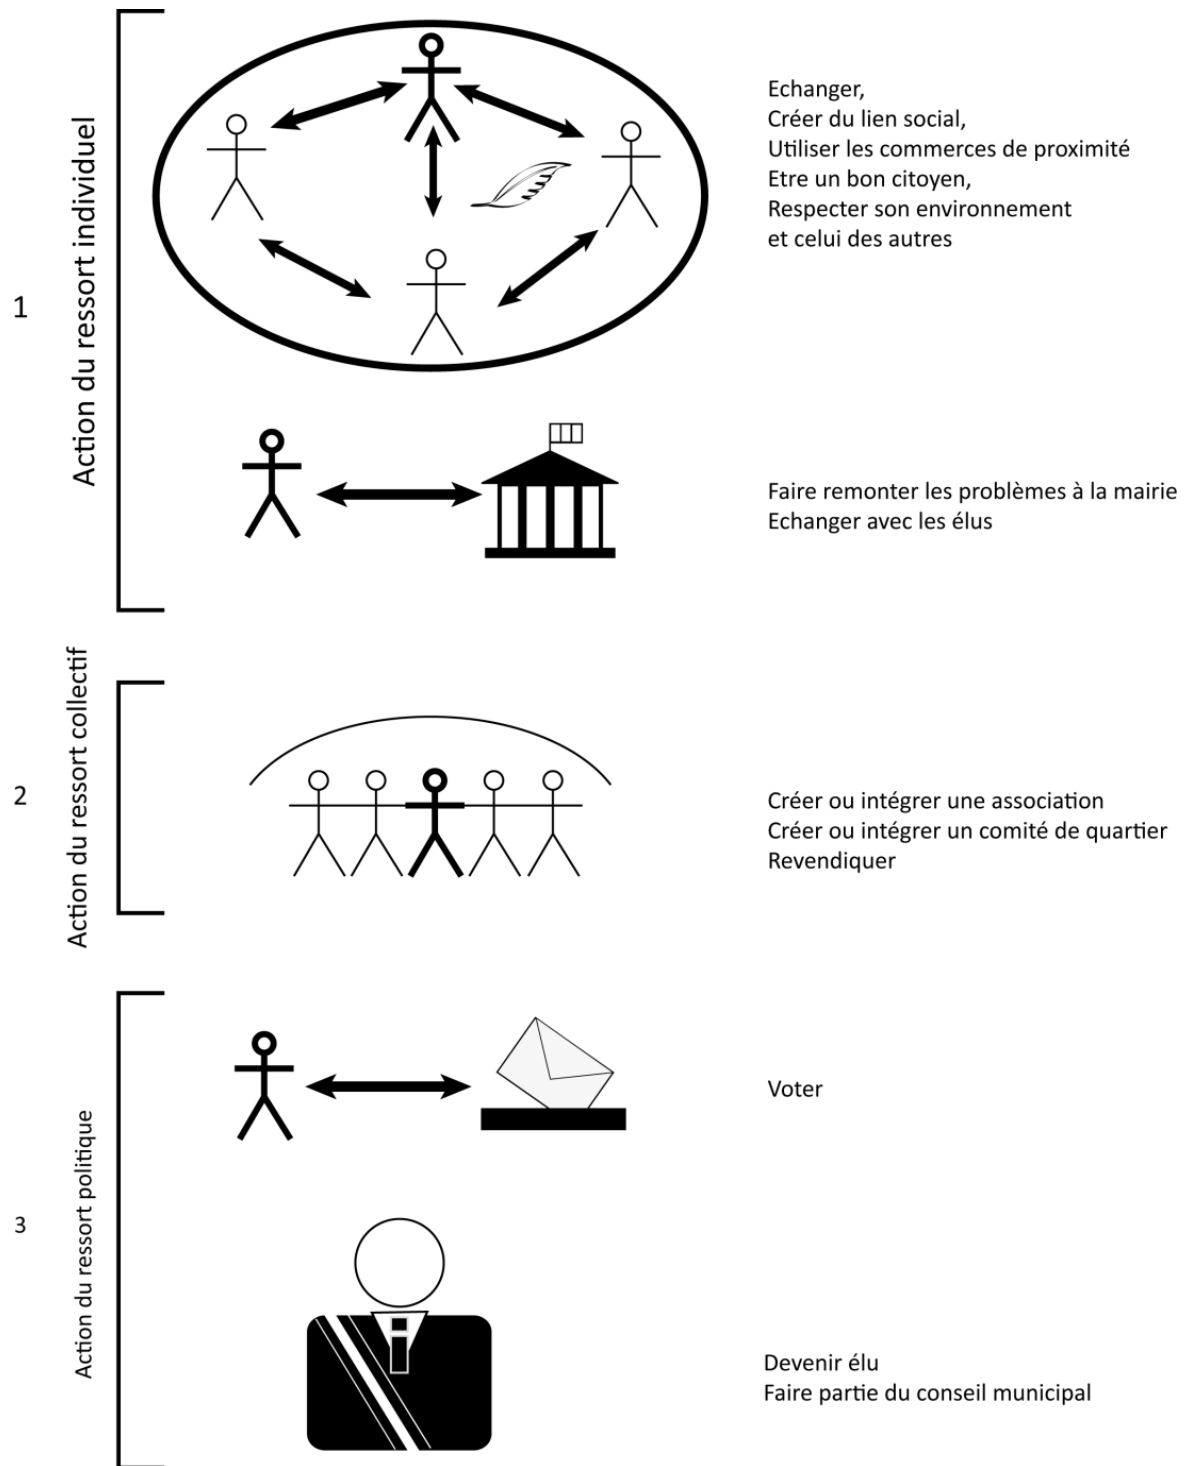 1
Action du ressort individuel
Echanger,
Créer du lien social,
Utiliser les commerces de proximité
Etre un bon citoyen,
Respecter son environnement
et celui des autres
Faire remonter les problèmes à la mairie
Echanger avec les élus
2
Action du ressort collectif
Créer ou intégrer une association
Créer ou intégrer un comité de quartier
Revendiquer
3
Action du ressort politique
Voter
Devenir élu
Faire partie du conseil municipal